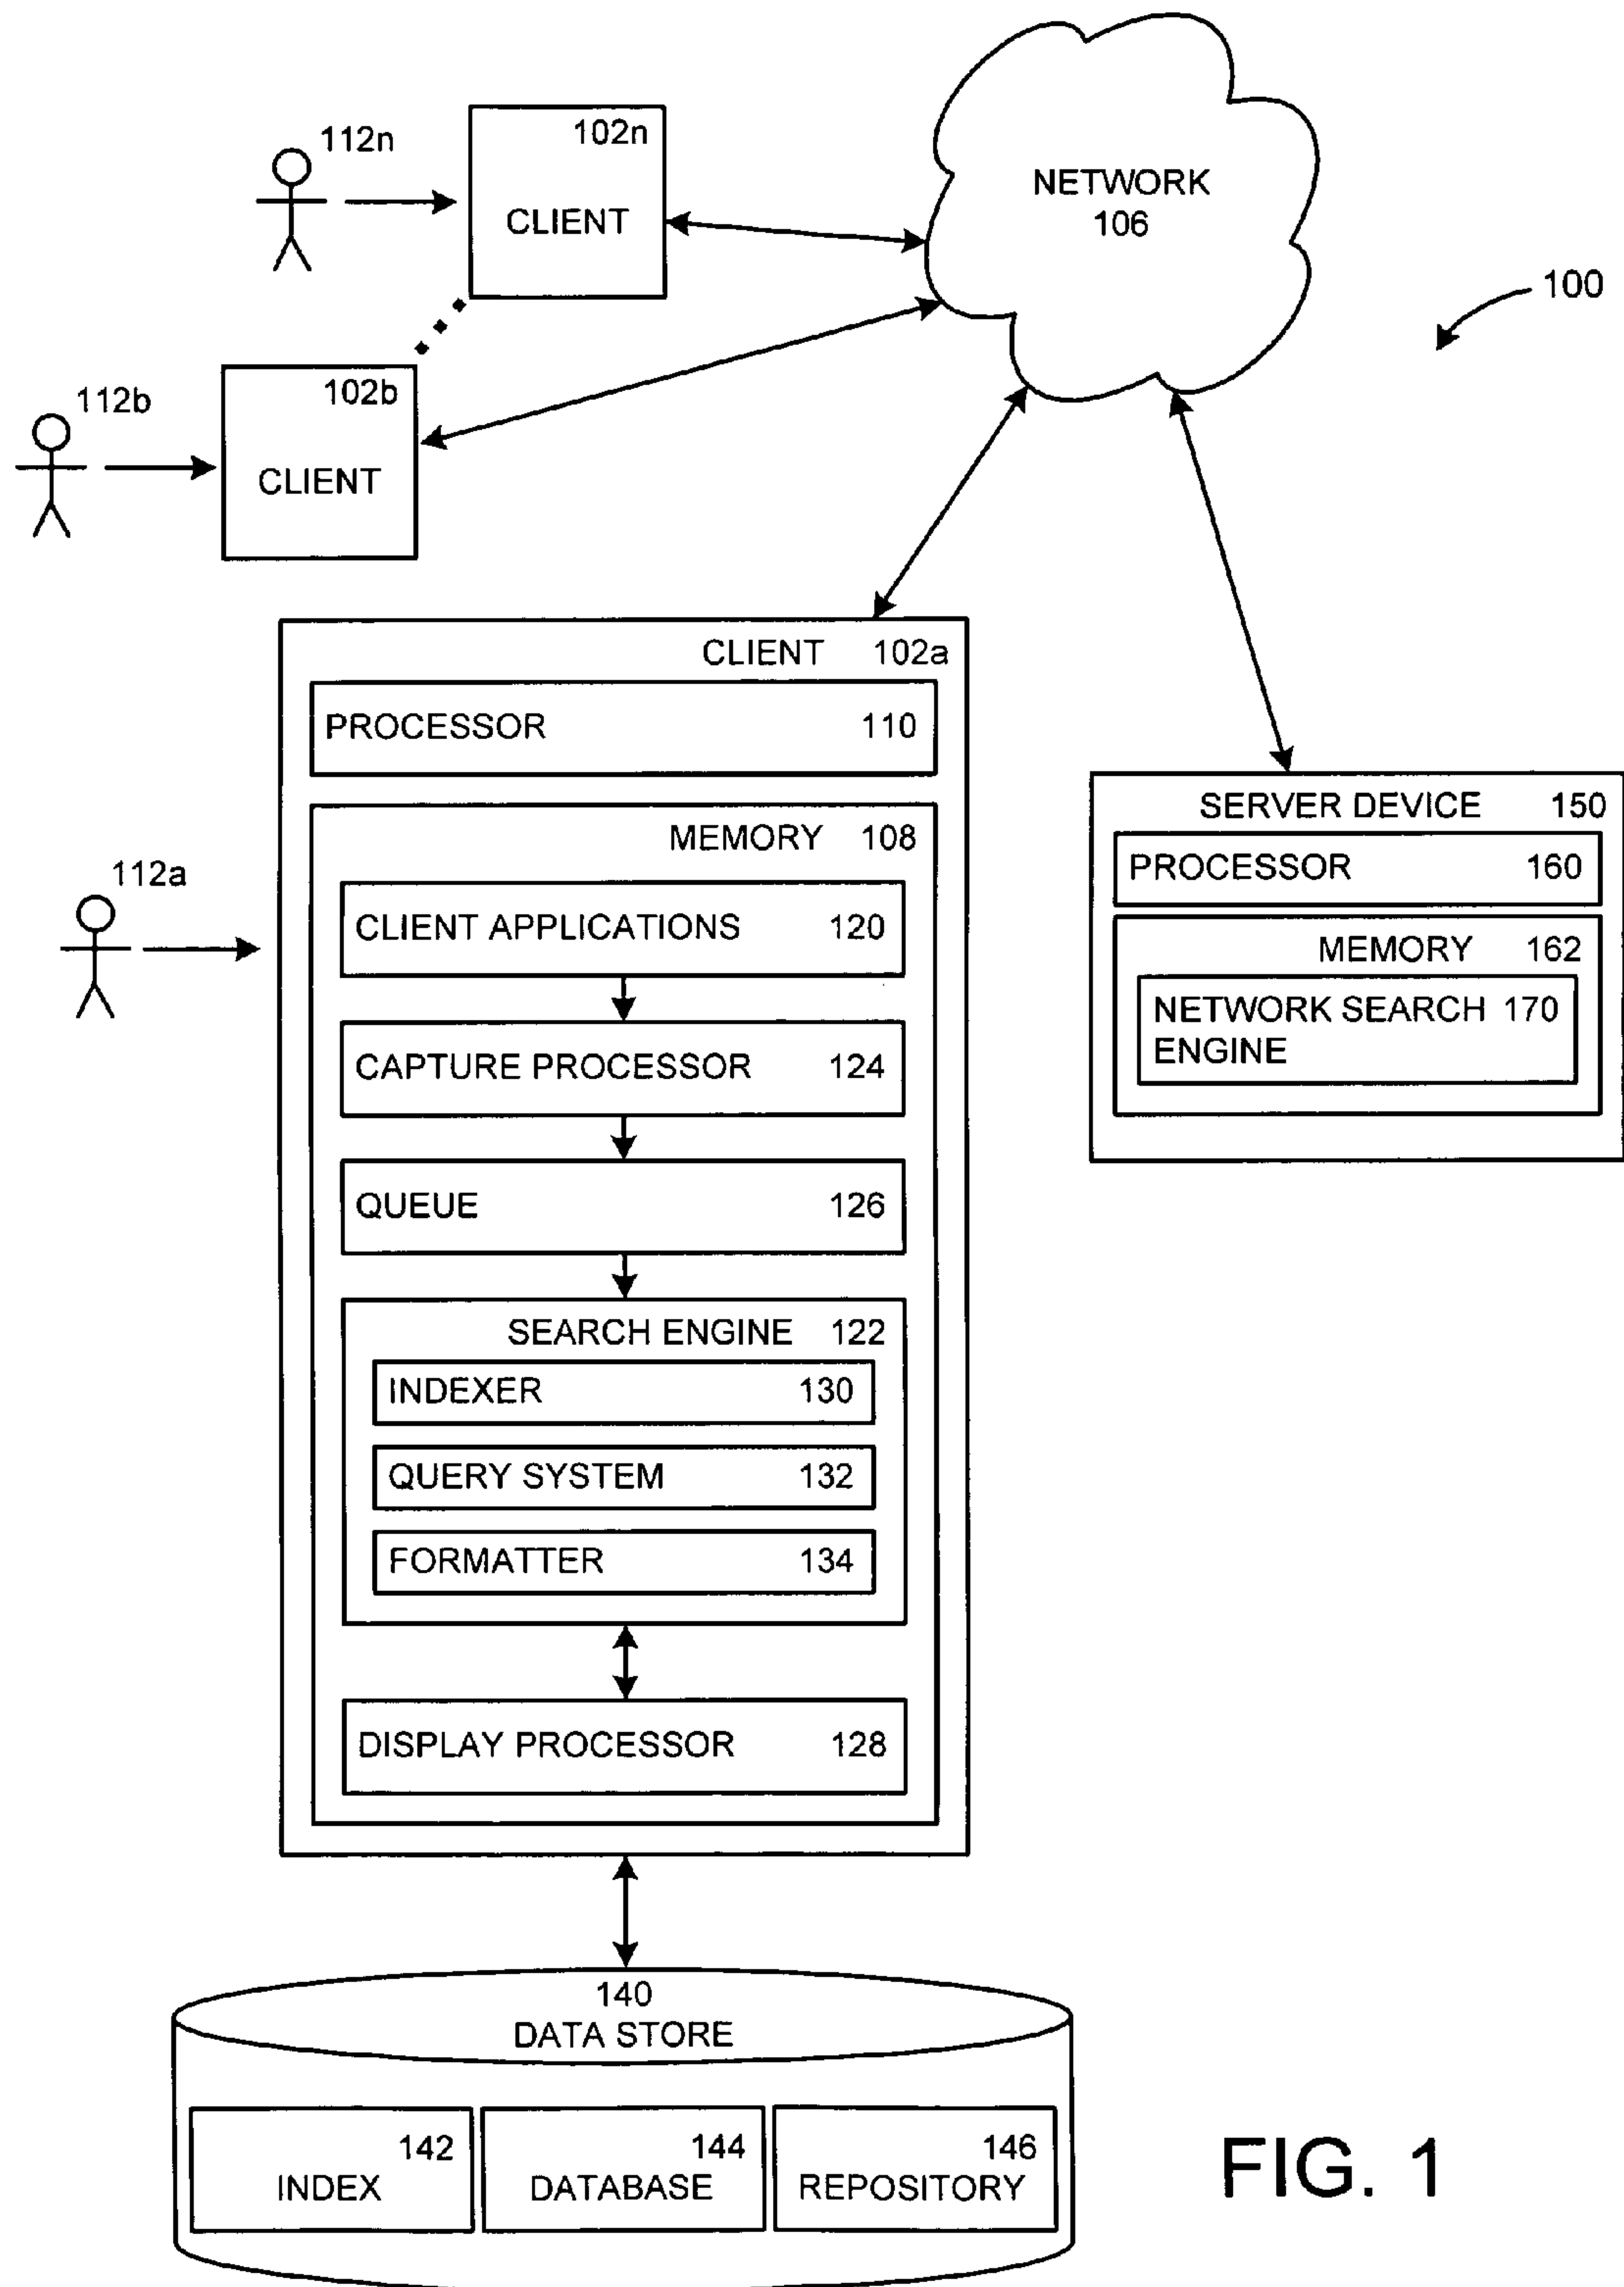 112n
102n
CLIENT
NETWORK
106
100
112b
102b
CLIENT
CLIENT 102a
PROCESSOR 110
MEMORY 108
112a
CLIENT APPLICATIONS 120
CAPTURE PROCESSOR 124
QUEUE 126
SEARCH ENGINE 122
INDEXER 130
QUERY SYSTEM 132
FORMATTER 134
DISPLAY PROCESSOR 128
SERVER DEVICE 150
PROCESSOR 160
MEMORY 162
NETWORK SEARCH 170
ENGINE
140
DATA STORE
142
INDEX
144
DATABASE
146
REPOSITORY
FIG. 1